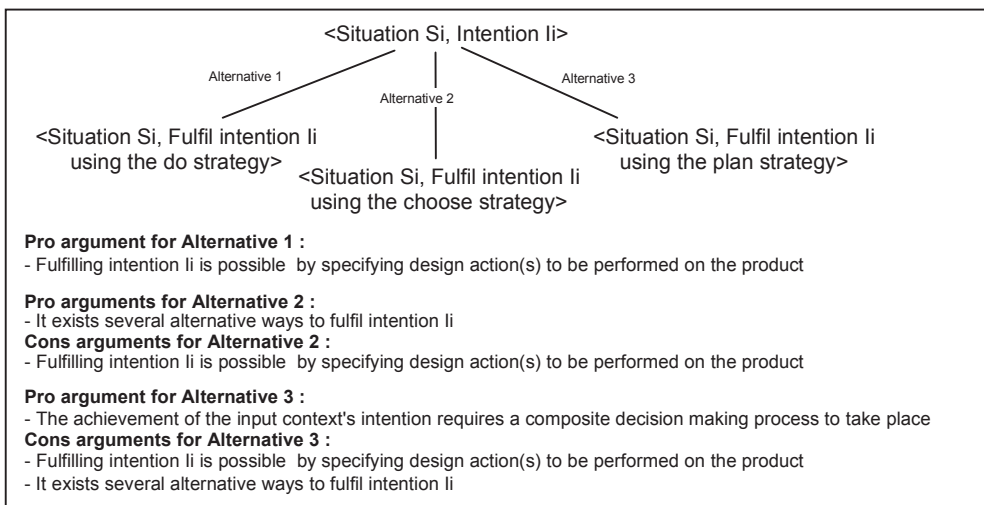 <Situation Si, Intention Ii>
Alternative 1
Alternative 3
Alternative 2
<Situation Si, Fulfil intention Ii
using the do strategy>
<Situation Si, Fulfil intention Ii
using the plan strategy>
<Situation Si, Fulfil intention Ii
using the choose strategy>
Pro argument for Alternative 1 :
- Fulfilling intention Ii is possible by specifying design action(s) to be performed on the product
Pro arguments for Alternative 2 :
- It exists several alternative ways to fulfil intention Ii
Cons arguments for Alternative 2 :
- Fulfilling intention Ii is possible by specifying design action(s) to be performed on the product
Pro argument for Alternative 3 :
- The achievement of the input context's intention requires a composite decision making process to take place
Cons arguments for Alternative 3 :
- Fulfilling intention Ii is possible by specifying design action(s) to be performed on the product
- It exists several alternative ways to fulfil intention Ii